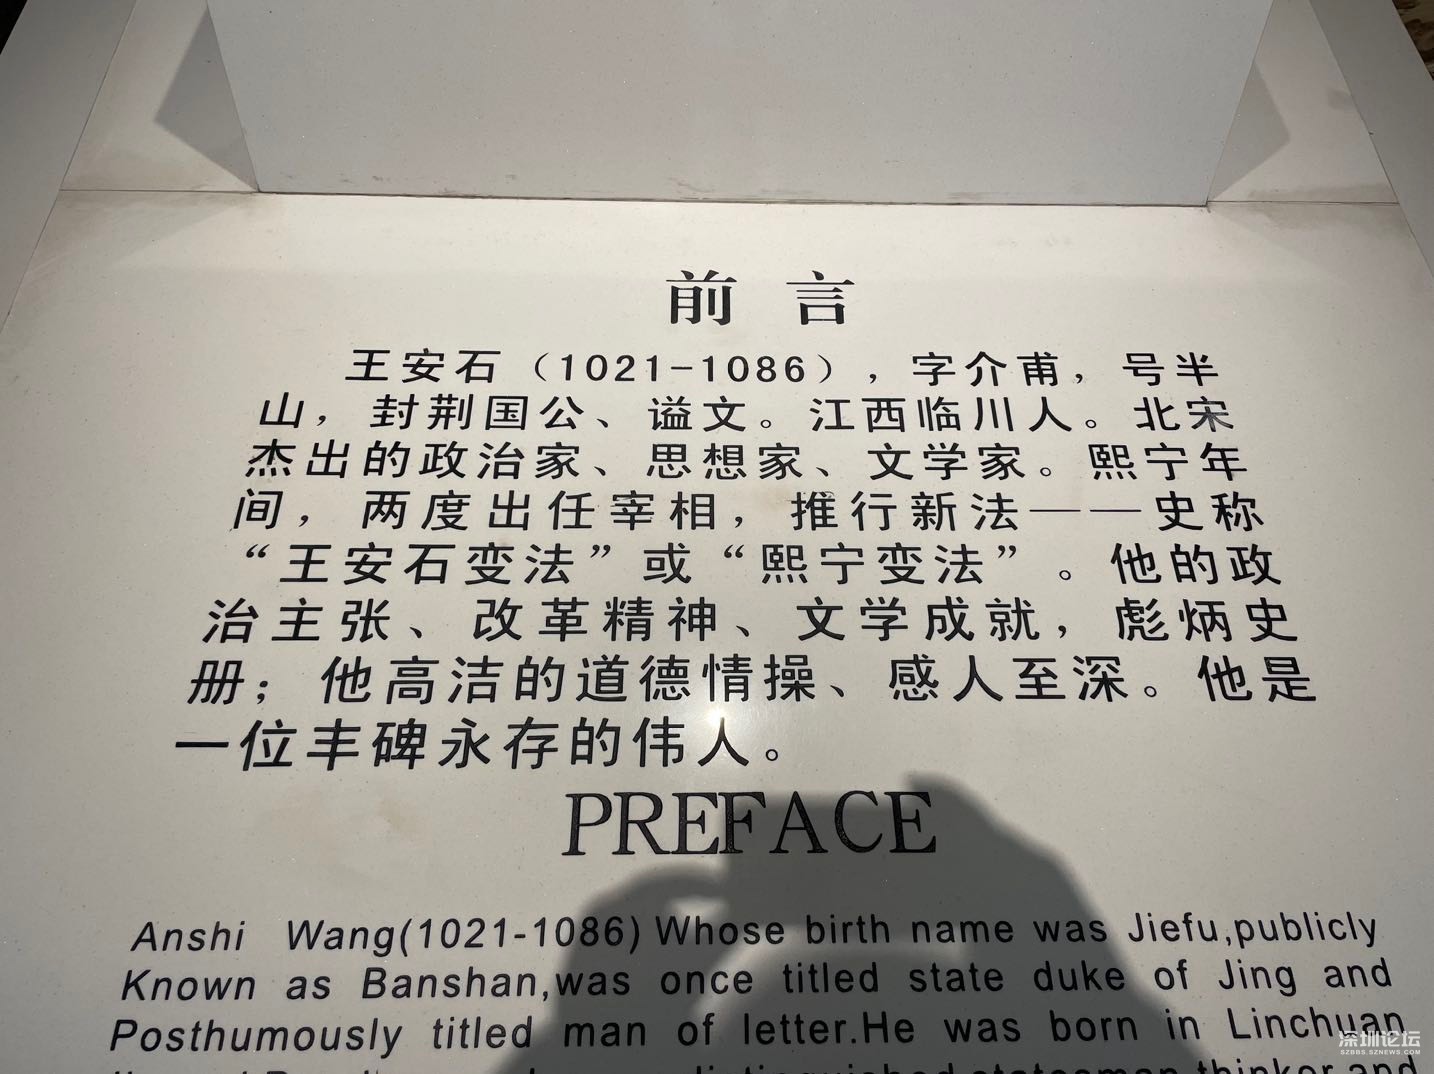 前言
王安石（1021-1086），字介甫，号半
山，封荆国公、谥文。江西临川人。北宋
杰出的政治家、思想家、文学家。熙宁年
间，两度出任宰相，推行新法——史称
“王安石变法”或“熙宁变法”。他的政
治主张、改革精神、文学成就，彪炳史
册；他高洁的道德情操、感人至深。他是
一位丰碑永存的伟人。
PREFACE
Anshi Wang(1021-1086) Whose birth name was Jiefu,publicly
Known as Banshan,was once titled state duke of Jing and
Posthumously titled man of letter.He was born in Linchuan
distinguished statesman,thinker and
深圳论坛
SZBBS.SZNEWS.COM